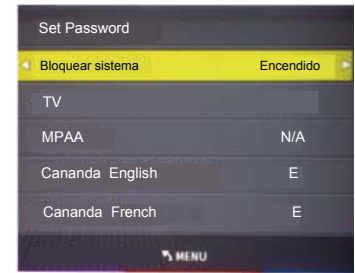 Set Password
Bloquear sistema Encendido
TV
MPAA N/A
Cananda English E
Cananda French E
MENU